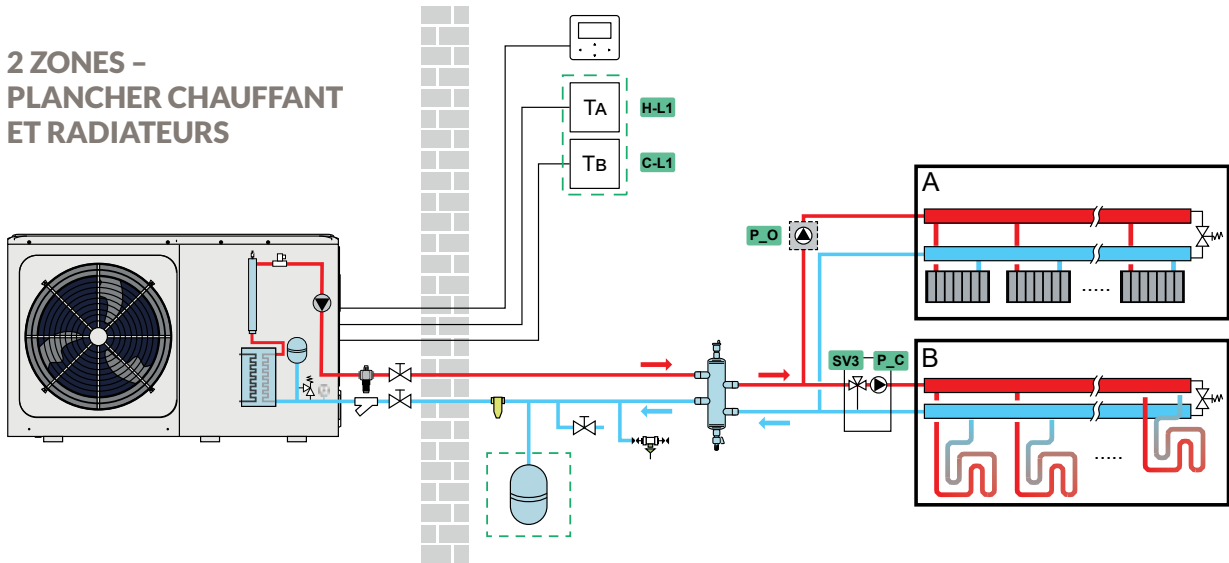 2 ZONES –
PLANCHER CHAUFFANT
ET RADIATEURS
TA
H-L1
TB
C-L1
P_O
A
.....
SV3
P_C
B
.....